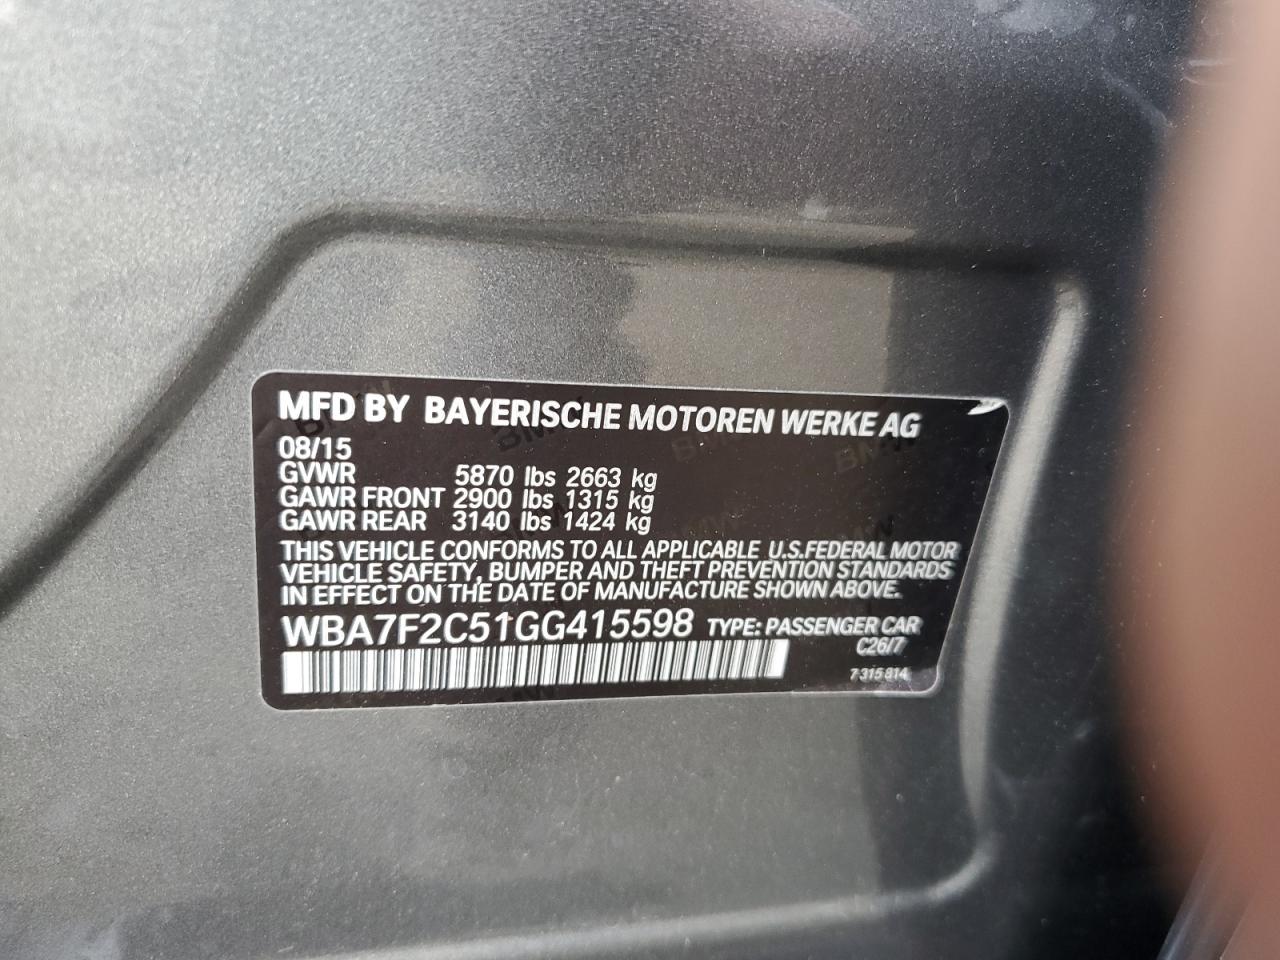 MFD BY BAYERISCHE MOTOREN WERKE AG
08/15
GVWR 5870 lbs 2663 kg
GAWR FRONT 2900 lbs 1315 kg
GAWR REAR 3140 lbs 1424 kg
THIS VEHICLE CONFORMS TO ALL APPLICABLE U.S.FEDERAL MOTOR
VEHICLE SAFETY, BUMPER AND THEFT PREVENTION STANDARDS
IN EFFECT ON THE DATE OF MANUFACTURE SHOWN ABOVE.
WBA7F2C51GG415598 TYPE: PASSENGER CAR
C26/7
7 315 814